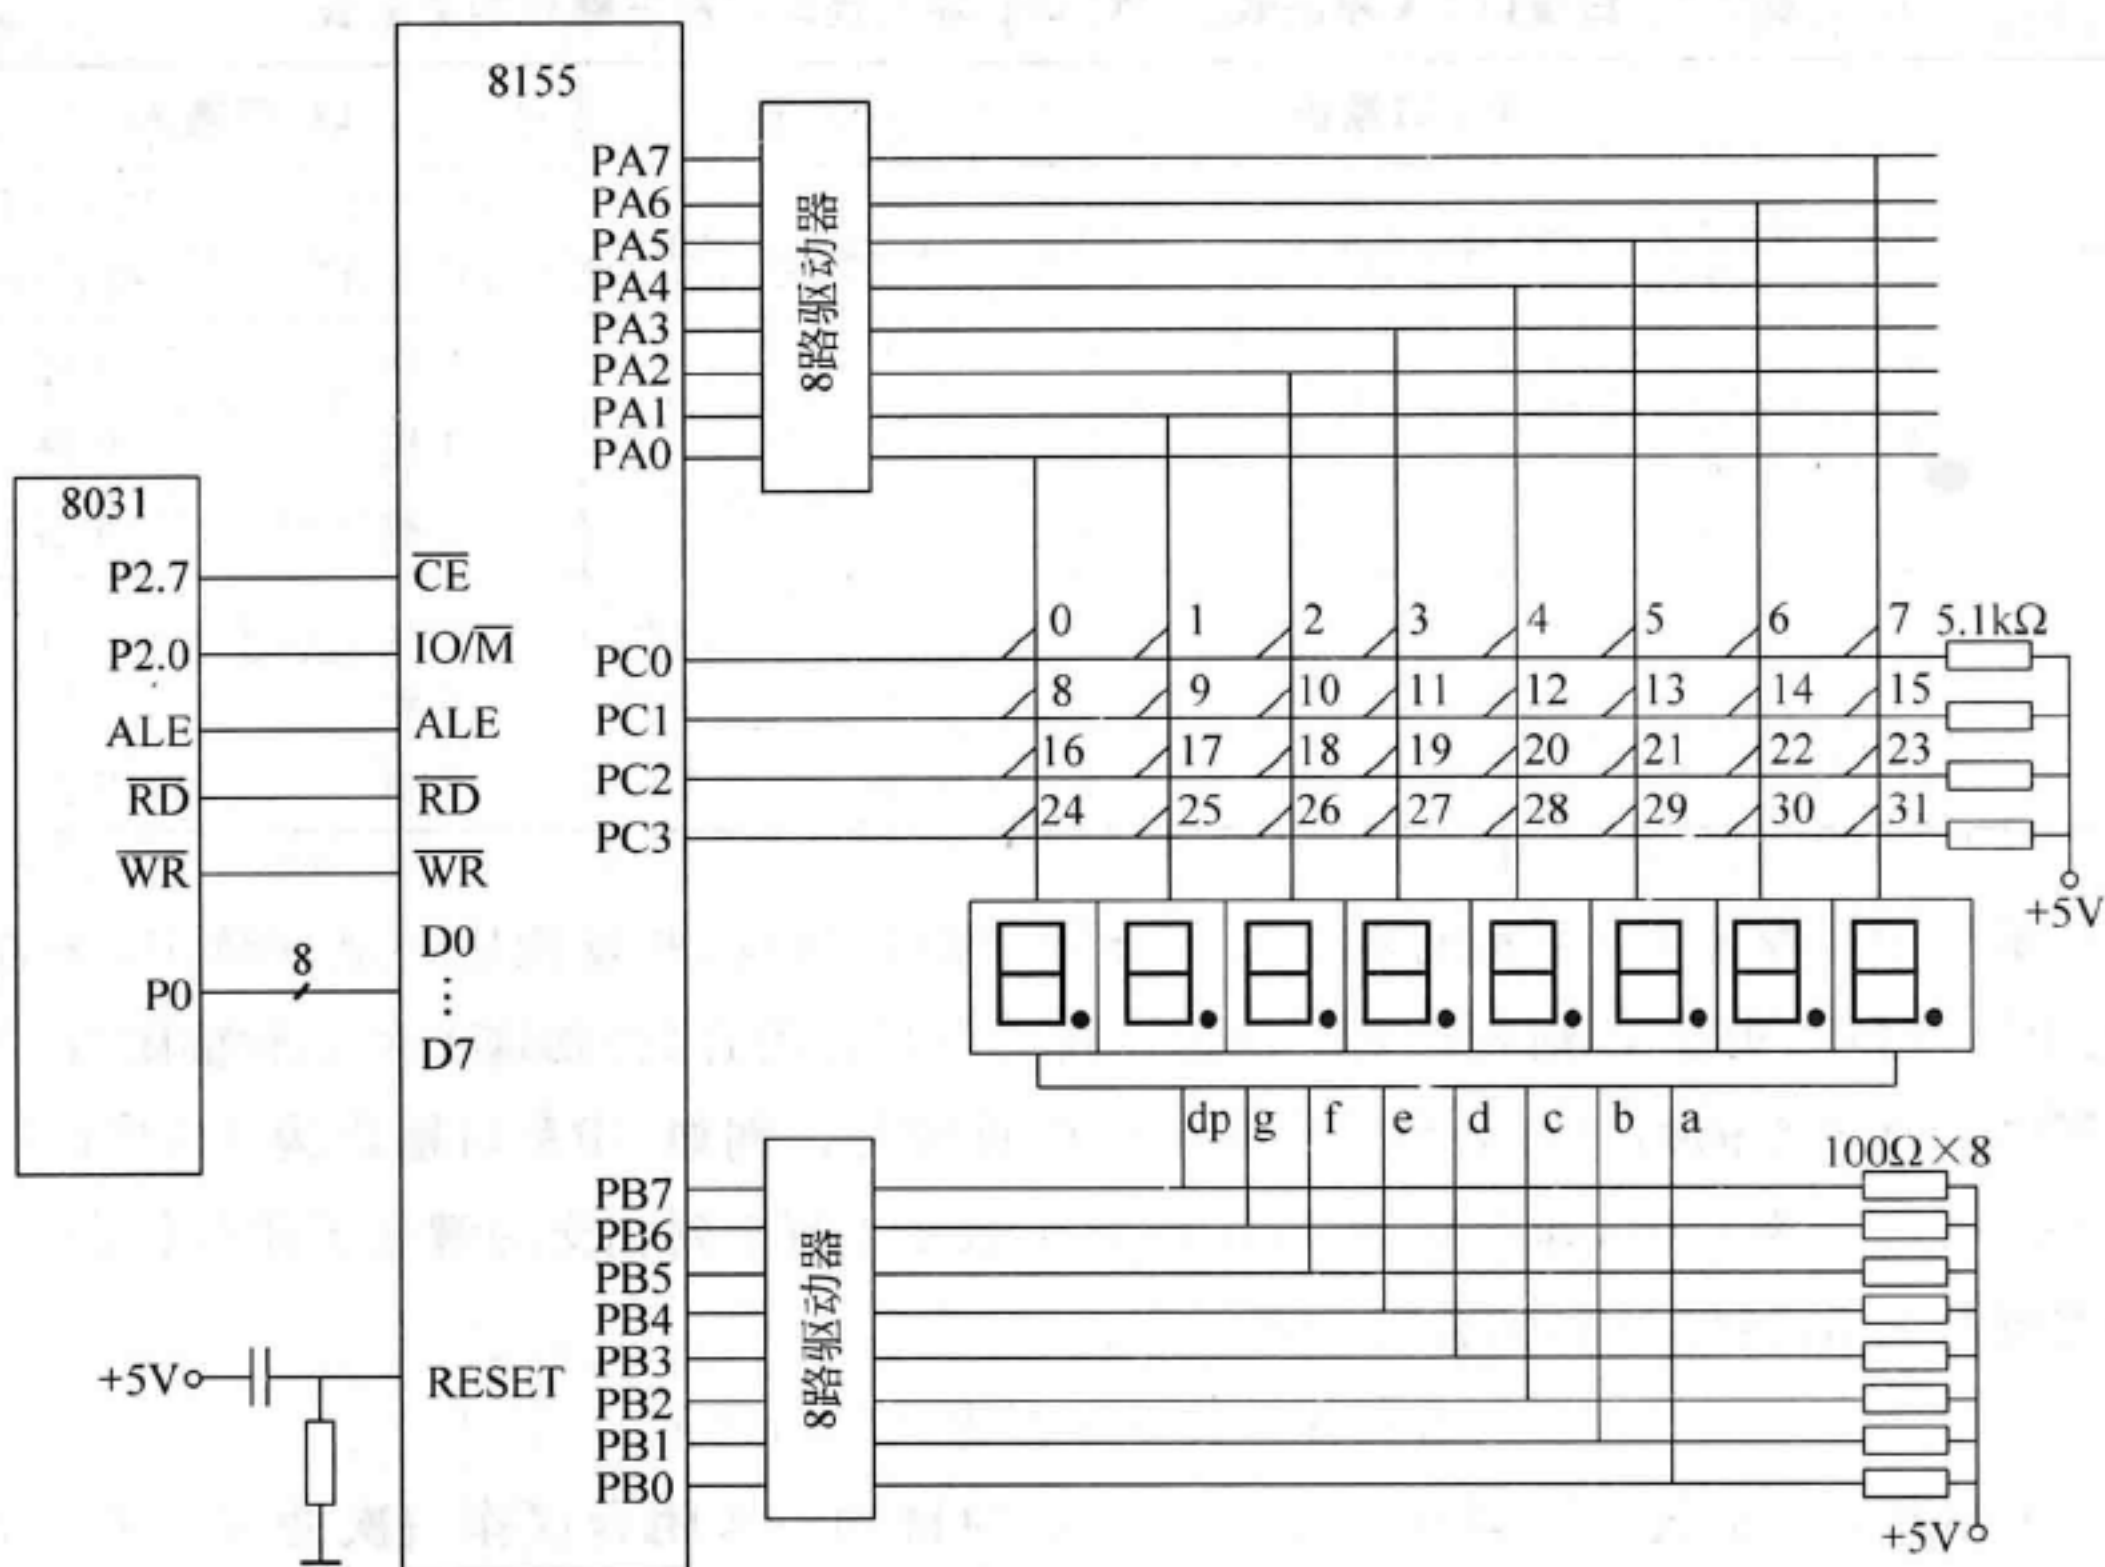 8155
PA7
PA6
PA5
PA4
PA3
PA2
PA1
PA0
8路驱动器
8031
P2.7
P2.0
ALE
RD
WR
P0
8
CE
IO/M
ALE
RD
WR
D0
⋮
D7
RESET
+5V
PC0
PC1
PC2
PC3
0 1 2 3 4 5 6 7
8 9 10 11 12 13 14 15
16 17 18 19 20 21 22 23
24 25 26 27 28 29 30 31
5.1kΩ
+5V
dp g f e d c b a
100Ω×8
PB7
PB6
PB5
PB4
PB3
PB2
PB1
PB0
8路驱动器
+5V